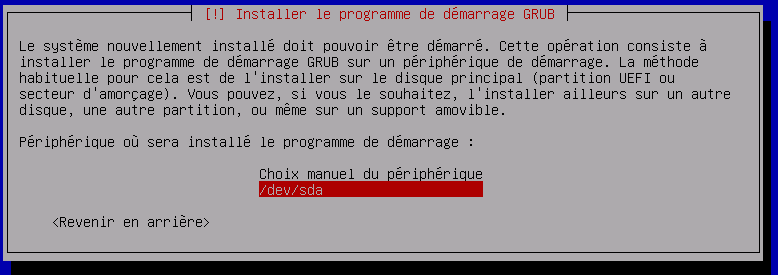 [!] Installer le programme de démarrage GRUB
Le système nouvellement installé doit pouvoir être démarré. Cette opération consiste à
installer le programme de démarrage GRUB sur un périphérique de démarrage. La méthode
habituelle pour cela est de l'installer sur le disque principal (partition UEFI ou
secteur d'amorçage). Vous pouvez, si vous le souhaitez, l'installer ailleurs sur un autre
disque, une autre partition, ou même sur un support amovible.
Périphérique où sera installé le programme de démarrage :
Choix manuel du périphérique
/dev/sda
<Revenir en arrière>